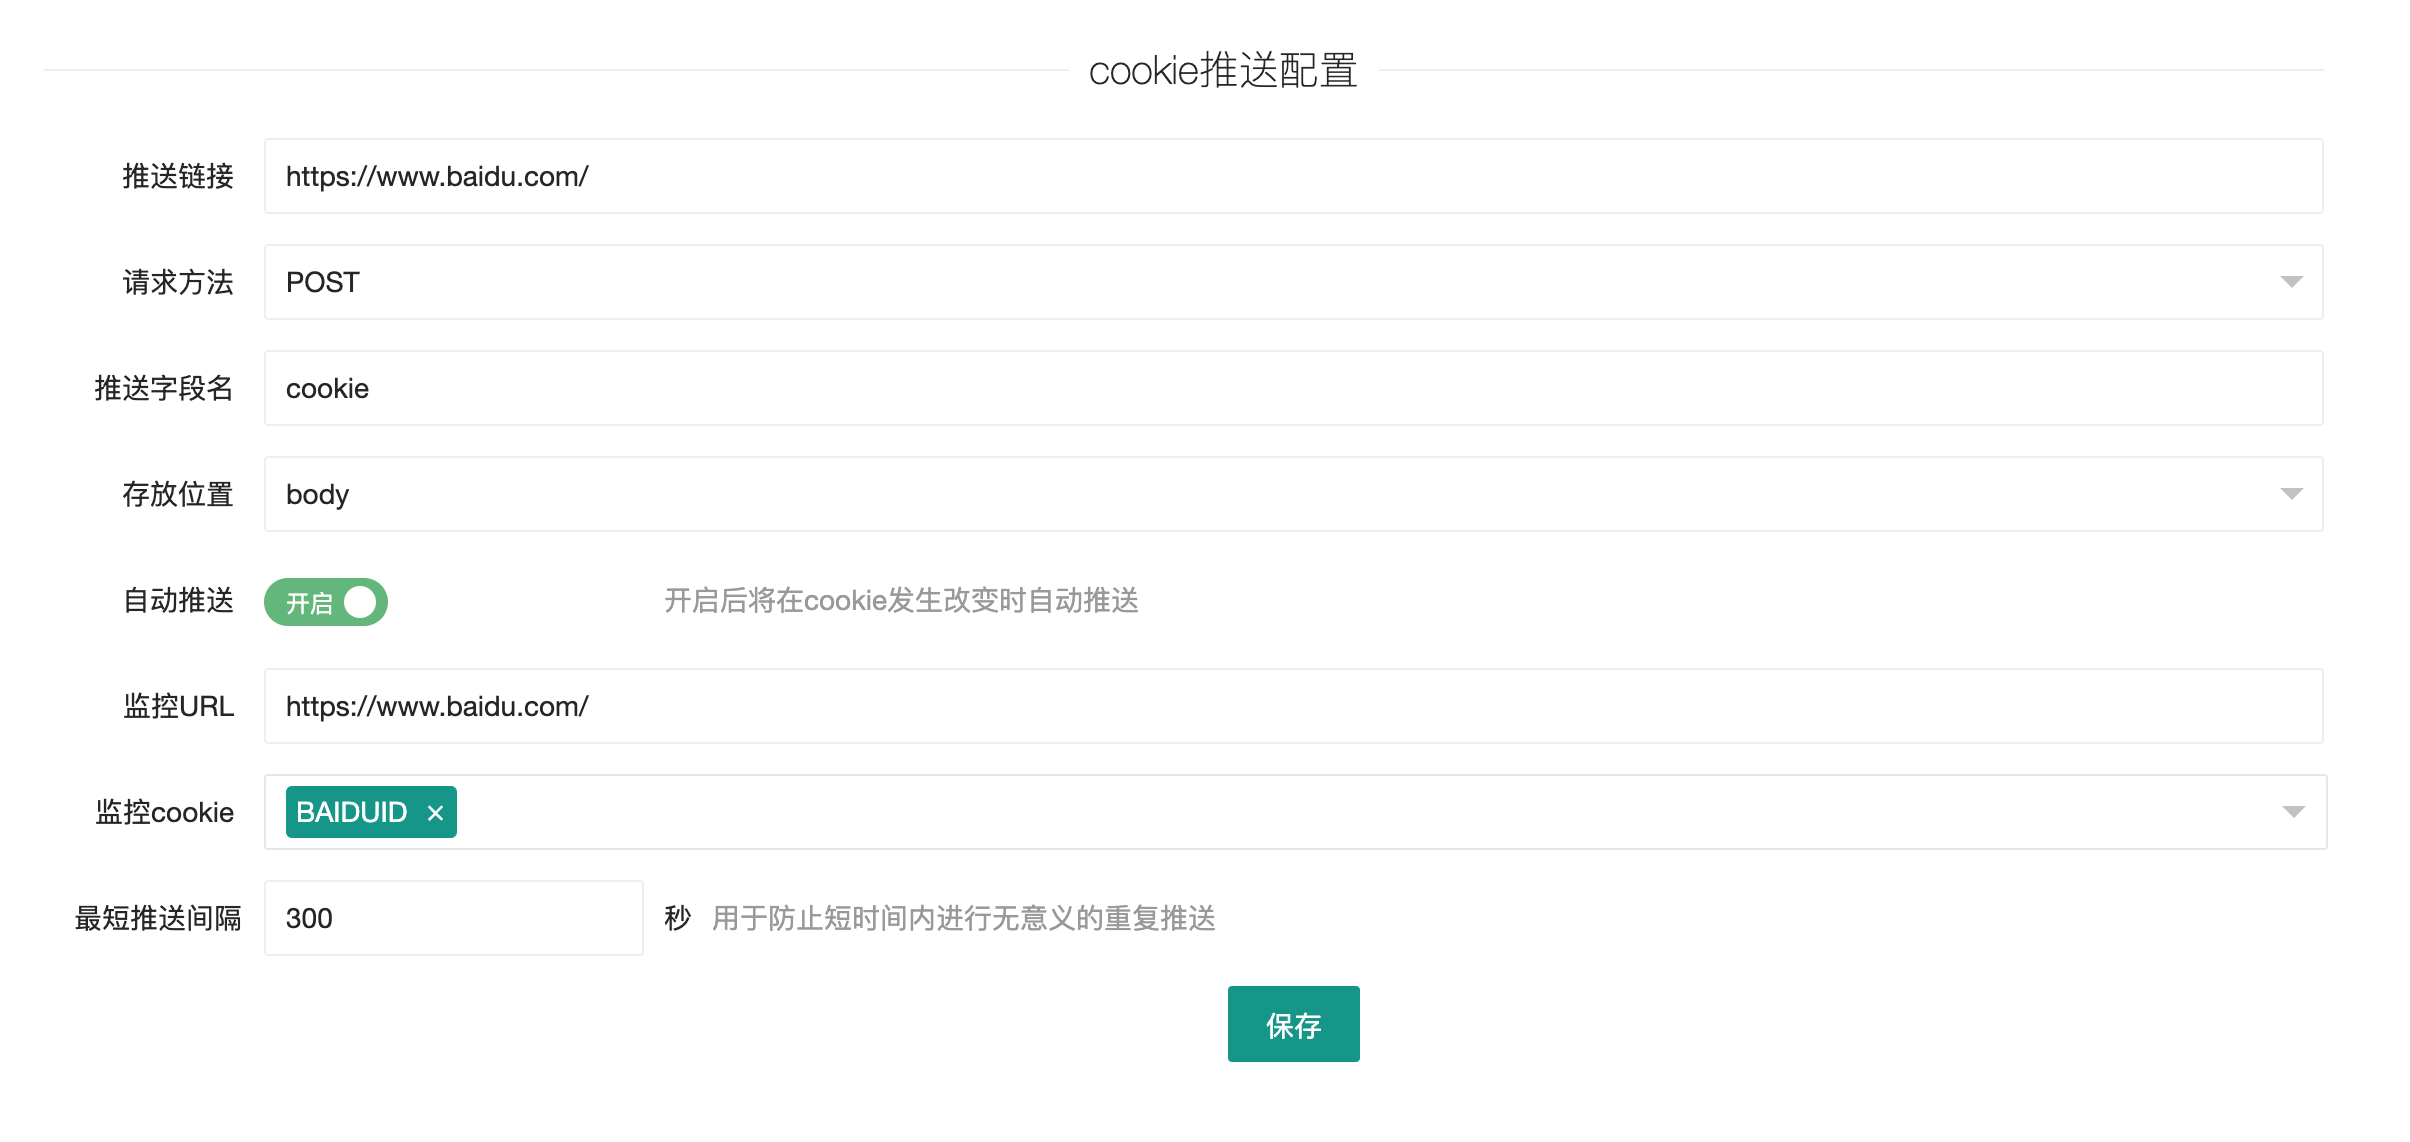 cookie推送配置
推送链接 https://www.baidu.com/
请求方法 POST
推送字段名 cookie
存放位置 body
自动推送 开启 开启后将在cookie发生改变时自动推送
监控URL https://www.baidu.com/
监控cookie BAIDUID ×
最短推送间隔 300 秒 用于防止短时间内进行无意义的重复推送
保存